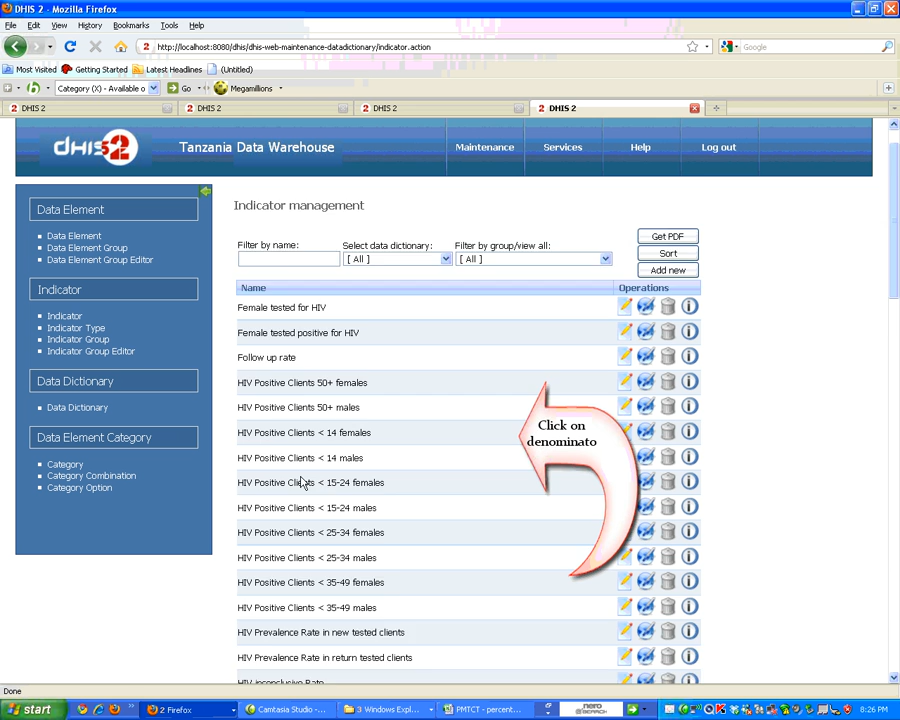 DHIS 2 - Mozilla Firefox
File Edit View History Bookmarks Tools Help
http://localhost:8080/dhis/dhis-web-maintenance-datadictionary/indicator.action
Google
Most Visited Getting Started Latest Headlines (Untitled)
Category (X) - Available o Go Megamillions
DHIS 2 DHIS 2 DHIS 2 DHIS 2
dhis2 Tanzania Data Warehouse Maintenance Services Help Log out
Data Element
Data Element
Data Element Group
Data Element Group Editor
Indicator
Indicator
Indicator Type
Indicator Group
Indicator Group Editor
Data Dictionary
Data Dictionary
Data Element Category
Category
Category Combination
Category Option
Indicator management
Filter by name: Select data dictionary: Filter by group/view all:
[ All ] [ All ]
Get PDF
Sort
Add new
Name Operations
Female tested for HIV
Female tested positive for HIV
Follow up rate
HIV Positive Clients 50+ females
HIV Positive Clients 50+ males
HIV Positive Clients < 14 females
HIV Positive Clients < 14 males
HIV Positive Clients < 15-24 females
HIV Positive Clients < 15-24 males
HIV Positive Clients < 25-34 females
HIV Positive Clients < 25-34 males
HIV Positive Clients < 35-49 females
HIV Positive Clients < 35-49 males
HIV Prevalence Rate in new tested clients
HIV Prevalence Rate in return tested clients
HIV inconclusive Rate
Click on
denominato
Done
start 2 Firefox Camtasia Studio -... 3 Windows Expl... PMTCT - percent... nero SEARCH 8:26 PM